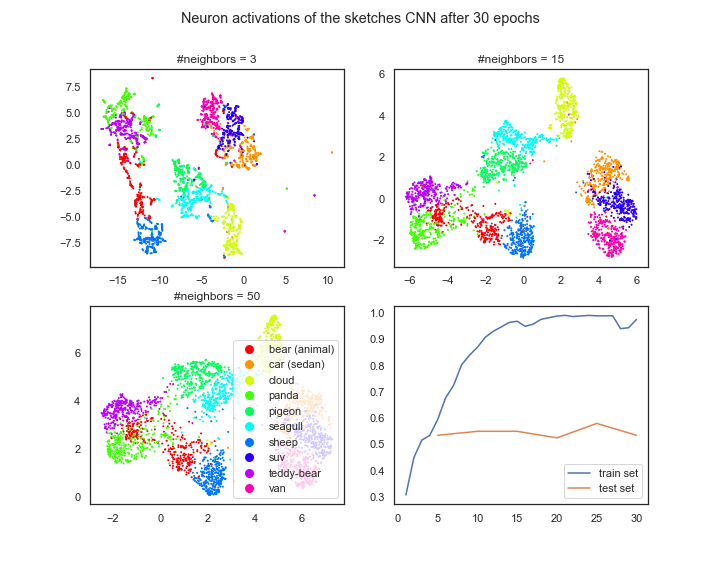 Neuron activations of the sketches CNN after 30 epochs
#neighbors = 3
7.5
5.0
2.5
0.0
−2.5
−5.0
−7.5
−15 −10 −5 0 5 10
#neighbors = 15
6
4
2
0
−2
−6 −4 −2 0 2 4 6
#neighbors = 50
6
4
2
0
−2 0 2 4 6
bear (animal)
car (sedan)
cloud
panda
pigeon
seagull
sheep
suv
teddy-bear
van
1.0
0.9
0.8
0.7
0.6
0.5
0.4
0.3
0 5 10 15 20 25 30
train set
test set